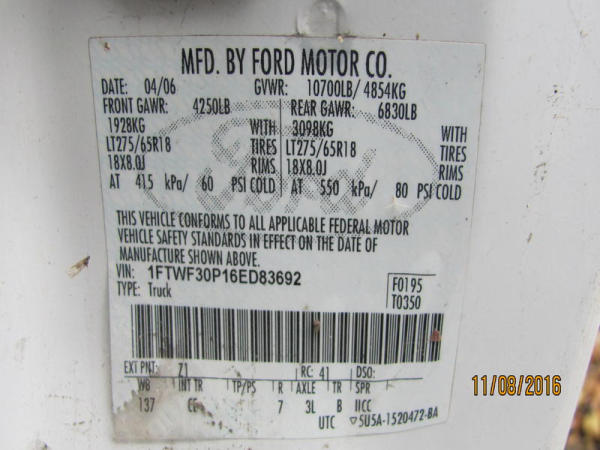 MFD. BY FORD MOTOR CO.
DATE: 04/06 GVWR: 10700LB/ 4854KG
FRONT GAWR: 4250LB REAR GAWR: 6830LB
1928KG WITH 3098KG WITH
LT275/65R18 TIRES LT275/65R18 TIRES
18X8.0J RIMS 18X8.0J RIMS
AT 415 kPa/ 60 PSI COLD AT 550 kPa/ 80 PSI COLD
Ford
THIS VEHICLE CONFORMS TO ALL APPLICABLE FEDERAL MOTOR
VEHICLE SAFETY STANDARDS IN EFFECT ON THE DATE OF
MANUFACTURE SHOWN ABOVE.
VIN: 1FTWF30P16ED83692
TYPE: Truck
F0195
T0350
EXT PNT: Z1 RC: 41 DSO:
WB INT TR TP/PS R AXLE TR SPR
137 7 3L B IICC
UTC ▽5U5A-1520472-BA
11/08/2016